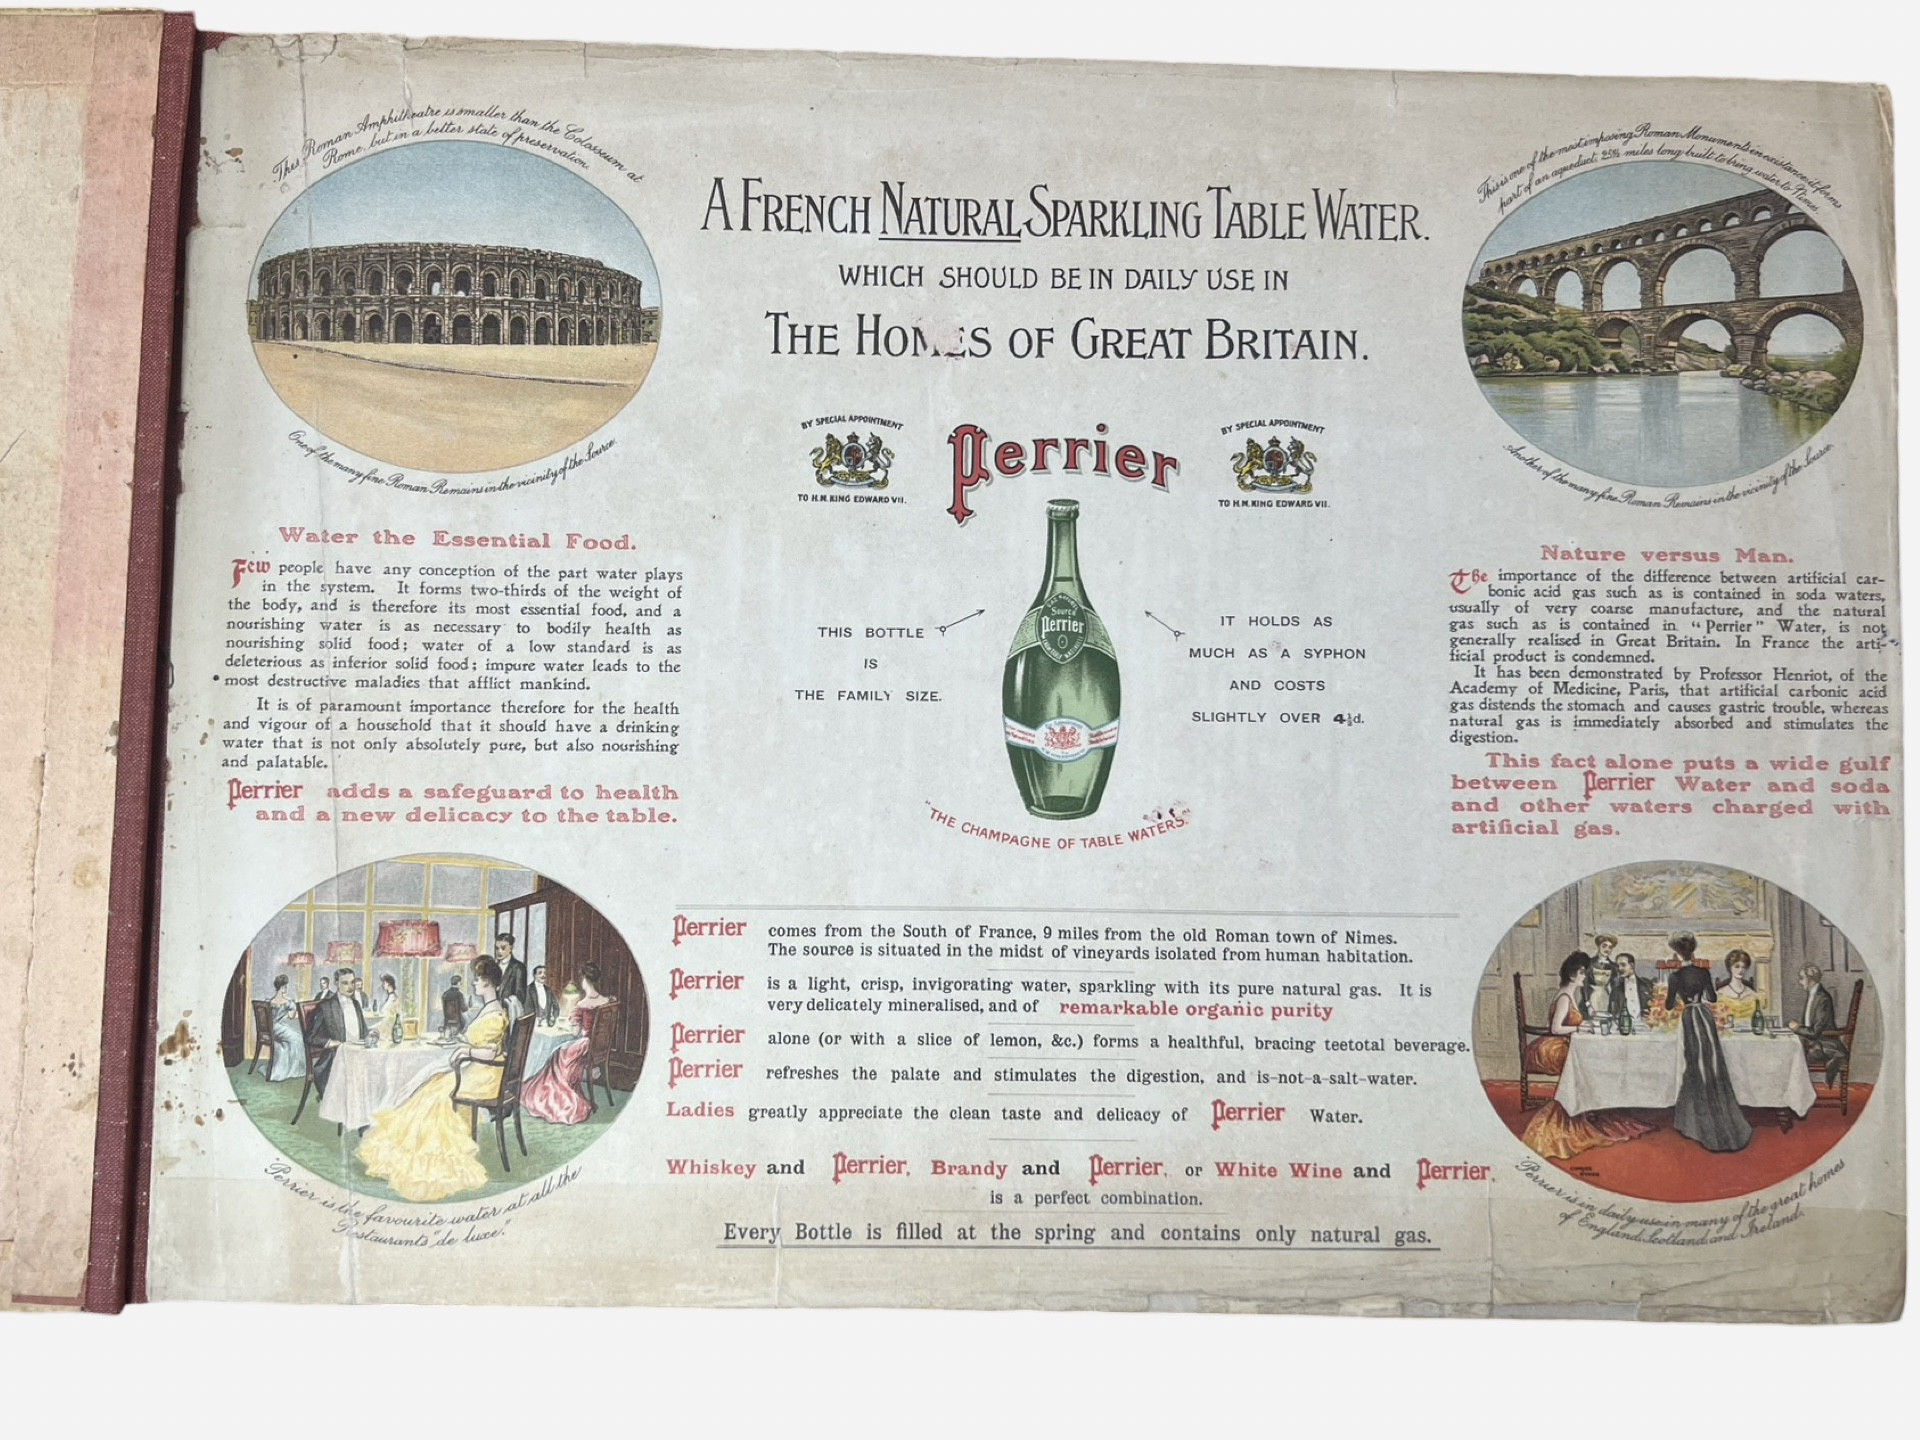 This Roman Amphitheatre is smaller than the Colosseum at
Rome, but in a better state of preservation.
One of the many fine Roman Remains in the vicinity of the Source.
Water the Essential Food.
Few people have any conception of the part water plays
in the system. It forms two-thirds of the weight of
the body, and is therefore its most essential food, and a
nourishing water is as necessary to bodily health as
nourishing solid food; water of a low standard is as
deleterious as inferior solid food; impure water leads to the
most destructive maladies that afflict mankind.
It is of paramount importance therefore for the health
and vigour of a household that it should have a drinking
water that is not only absolutely pure, but also nourishing
and palatable.
Perrier adds a safeguard to health
and a new delicacy to the table.
"Perrier is the favourite water at all the
Restaurants "de luxe."
A FRENCH NATURAL SPARKLING TABLE WATER.
WHICH SHOULD BE IN DAILY USE IN
THE HOMES OF GREAT BRITAIN.
BY SPECIAL APPOINTMENT
TO H.M. KING EDWARD VII.
Perrier
BY SPECIAL APPOINTMENT
TO H.M. KING EDWARD VII.
THIS BOTTLE
IS
THE FAMILY SIZE.
Source
Perrier
IT HOLDS AS
MUCH AS A SYPHON
AND COSTS
SLIGHTLY OVER 4½d.
"THE CHAMPAGNE OF TABLE WATERS."
Perrier comes from the South of France, 9 miles from the old Roman town of Nimes.
The source is situated in the midst of vineyards isolated from human habitation.
Perrier is a light, crisp, invigorating water, sparkling with its pure natural gas. It is
very delicately mineralised, and of remarkable organic purity
Perrier alone (or with a slice of lemon, &c.) forms a healthful, bracing teetotal beverage.
Perrier refreshes the palate and stimulates the digestion, and is-not-a-salt-water.
Ladies greatly appreciate the clean taste and delicacy of Perrier Water.
Whiskey and Perrier, Brandy and Perrier, or White Wine and Perrier,
is a perfect combination.
Every Bottle is filled at the spring and contains only natural gas.
This is one of the most imposing Roman Monuments in existance, it forms
part of an aqueduct, 25½ miles long built to bring water to Nimes.
Another of the many fine Roman Remains in the vicinity of the Source.
Nature versus Man.
The importance of the difference between artificial car-
bonic acid gas such as is contained in soda waters,
usually of very coarse manufacture, and the natural
gas such as is contained in "Perrier" Water, is not
generally realised in Great Britain. In France the arti-
ficial product is condemned.
It has been demonstrated by Professor Henriot, of the
Academy of Medicine, Paris, that artificial carbonic acid
gas distends the stomach and causes gastric trouble, whereas
natural gas is immediately absorbed and stimulates the
digestion.
This fact alone puts a wide gulf
between Perrier Water and soda
and other waters charged with
artificial gas.
"Perrier is in daily use in many of the great homes
of England, Scotland and Ireland.